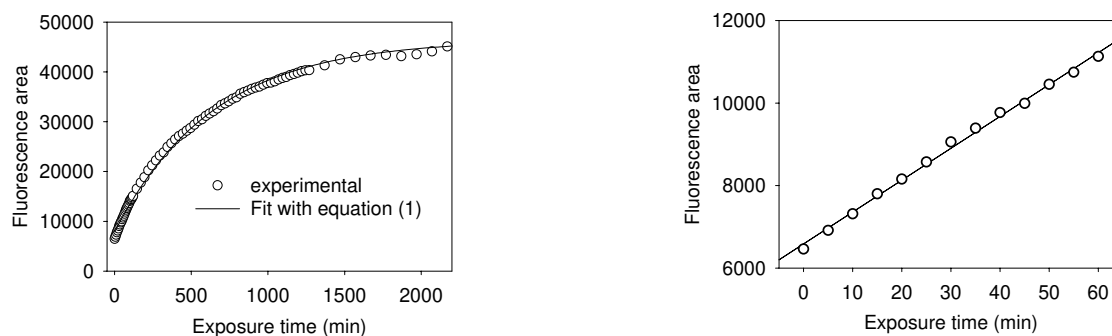 50000
40000
30000
20000
10000
0
Fluorescence area
experimental
Fit with equation (1)
0 500 1000 1500 2000
Exposure time (min)
12000
10000
8000
6000
Fluorescence area
0 10 20 30 40 50 60
Exposure time (min)